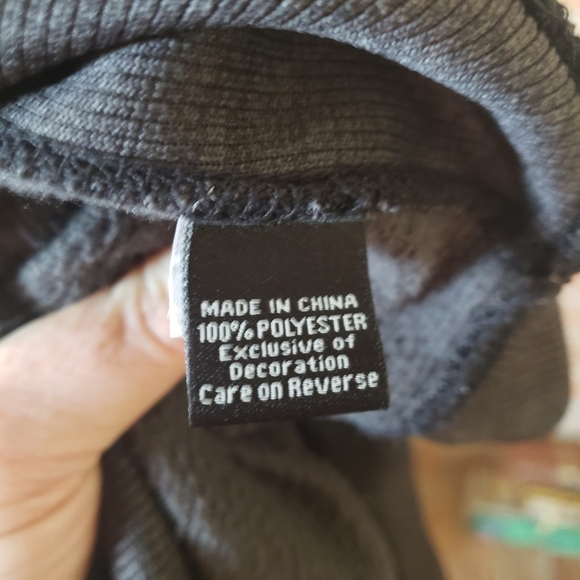 MADE IN CHINA
100% POLYESTER
Exclusive of
Decoration
Care on Reverse